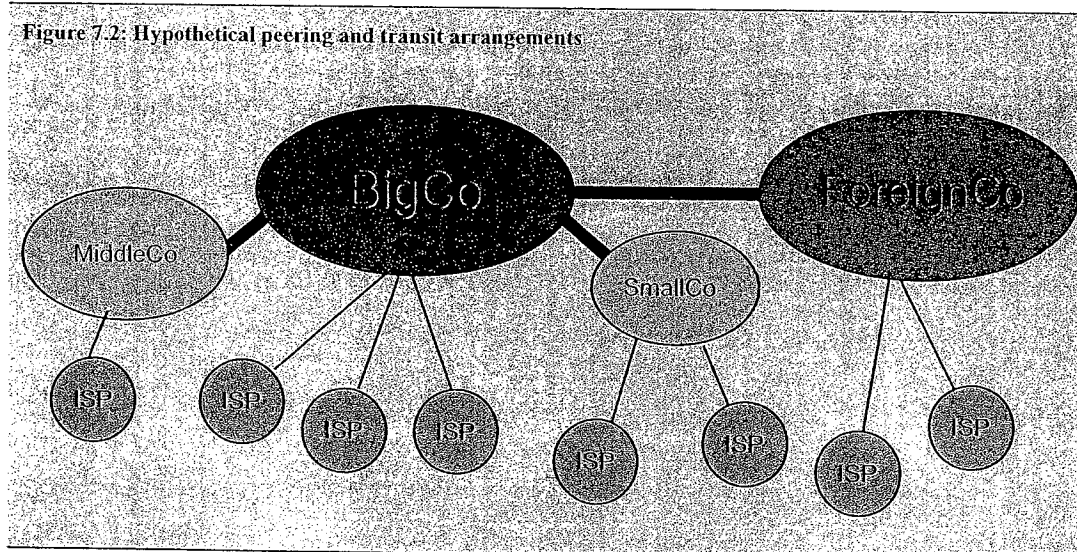 Figure 7.2: Hypothetical peering and transit arrangements
BigCo
ForeignCo
MiddleCo
SmallCo
ISP
ISP
ISP
ISP
ISP
ISP
ISP
ISP